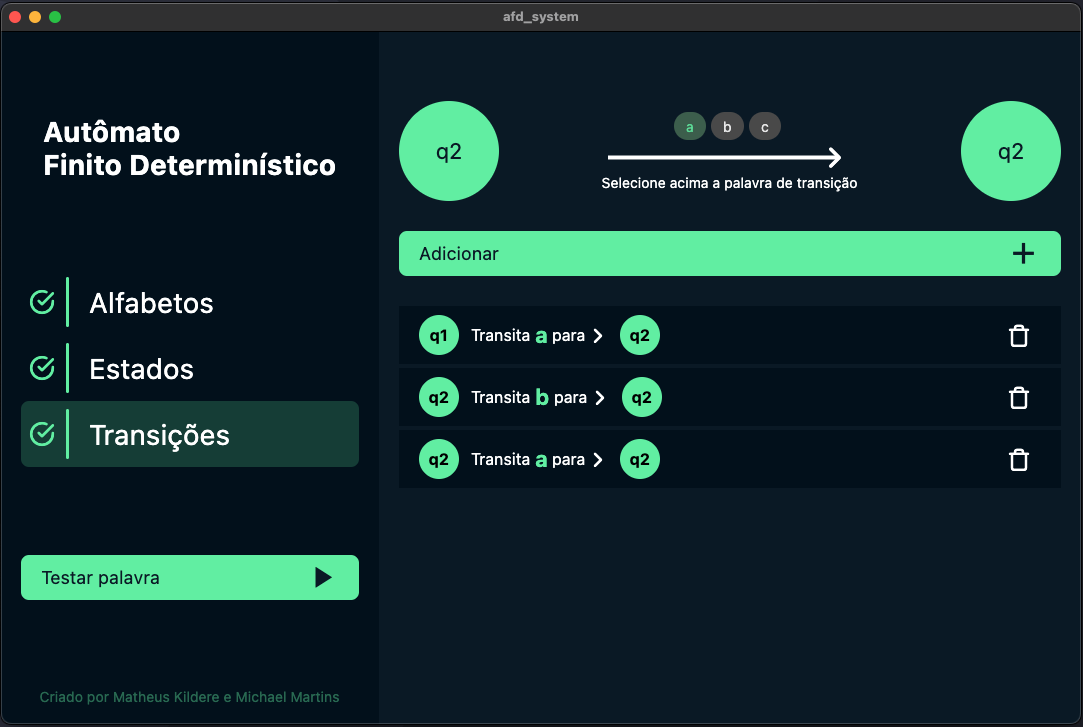 afd_system
Autômato
Finito Determinístico
Alfabetos
Estados
Transições
Testar palavra
Criado por Matheus Kildere e Michael Martins
q2
a b c
Selecione acima a palavra de transição
q2
Adicionar
q1 Transita a para q2
q2 Transita b para q2
q2 Transita a para q2